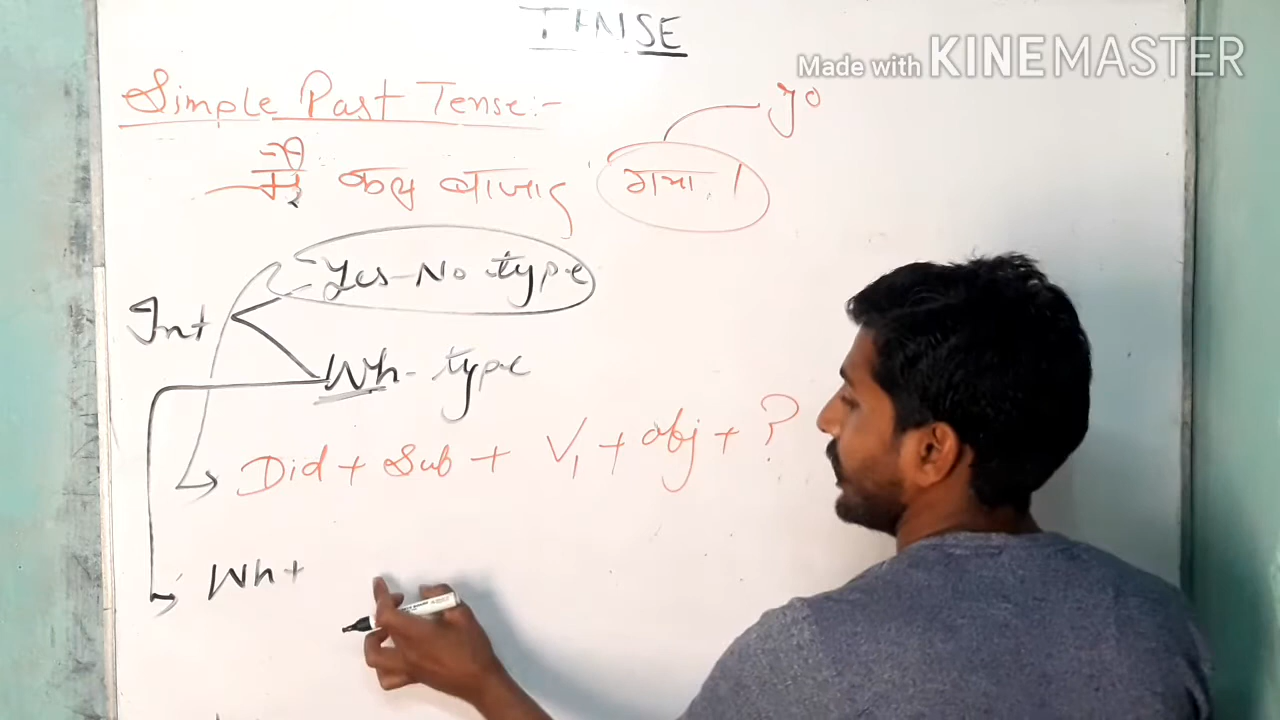 TENSE
Made with KINEMASTER
Simple Past Tense:-
मैं कल बाजार गया ।
go
Yes-No type
Int
Wh-type
Did + Sub + V1 + obj + ?
Wh +